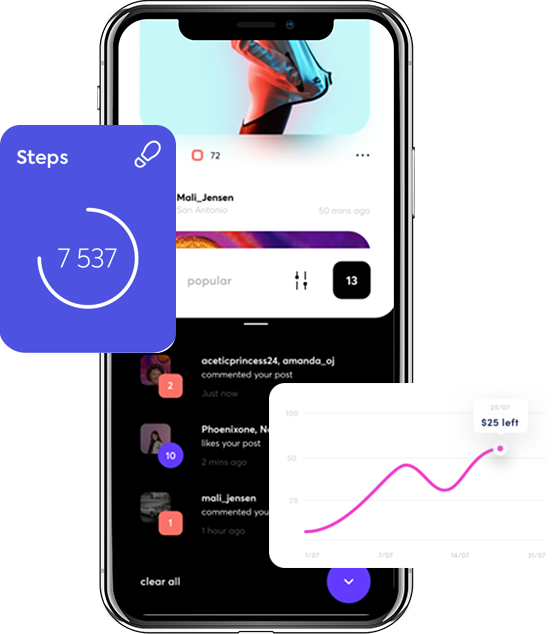 72
Steps
7 537
Mali_Jensen
San Antonio
50 mins ago
popular
13
aceticprincess24, amanda_oj
commented your post
Just now
2
Phoenixone,
likes your post
2 mins ago
10
mali_jensen
commented you
1 hour ago
1
clear all
25/07
$25 left
100
50
25
1/07
7/07
14/07
31/07